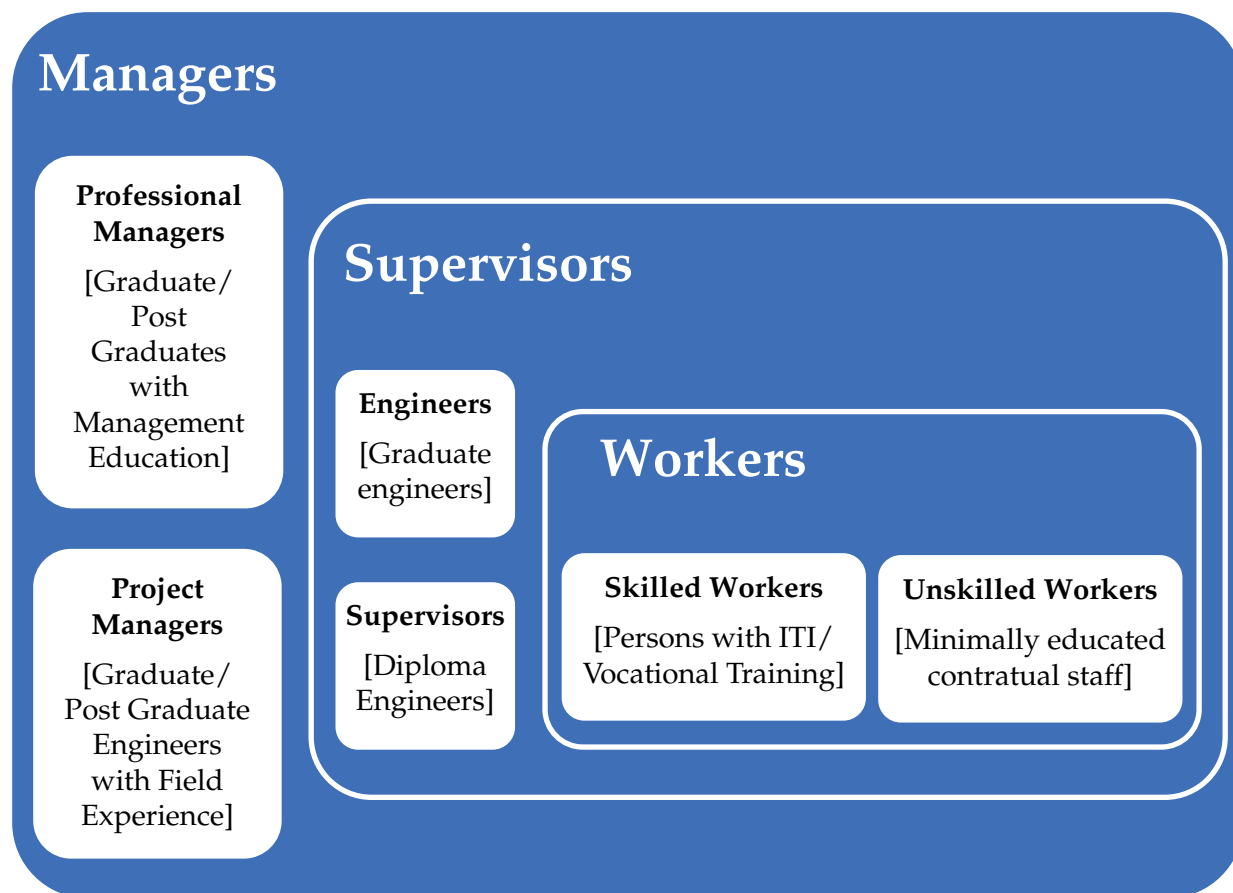 Managers
Professional
Managers
[Graduate/
Post
Graduates
with
Management
Education]
Project
Managers
[Graduate/
Post Graduate
Engineers
with Field
Experience]
Supervisors
Engineers
[Graduate
engineers]
Supervisors
[Diploma
Engineers]
Workers
Skilled Workers
[Persons with ITI/
Vocational Training]
Unskilled Workers
[Minimally educated
contratual staff]